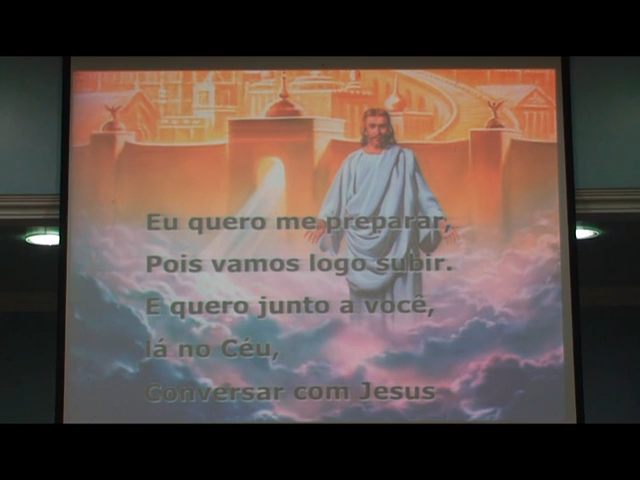 Eu quero me preparar,
Pois vamos logo subir.
E quero junto a você,
lá no Céu,
Conversar com Jesus